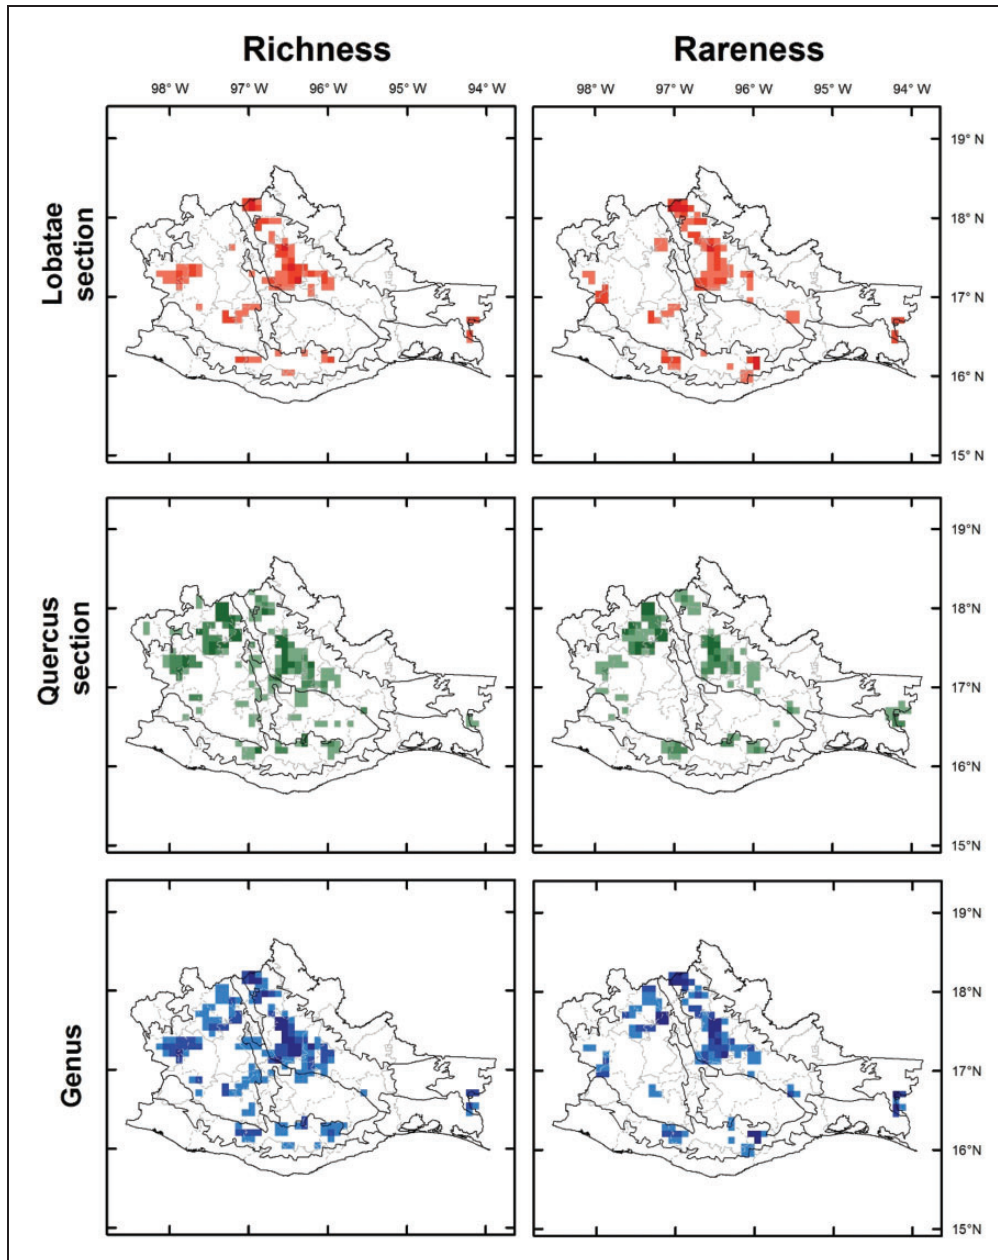 Richness
Rareness
98° W 97° W 96° W 95° W 94° W
98° W 97° W 96° W 95° W 94° W
Lobatae
section
19° N
18° N
17° N
16° N
15° N
Quercus
section
19°N
18°N
17°N
16°N
15°N
Genus
19°N
18°N
17°N
16°N
15°N